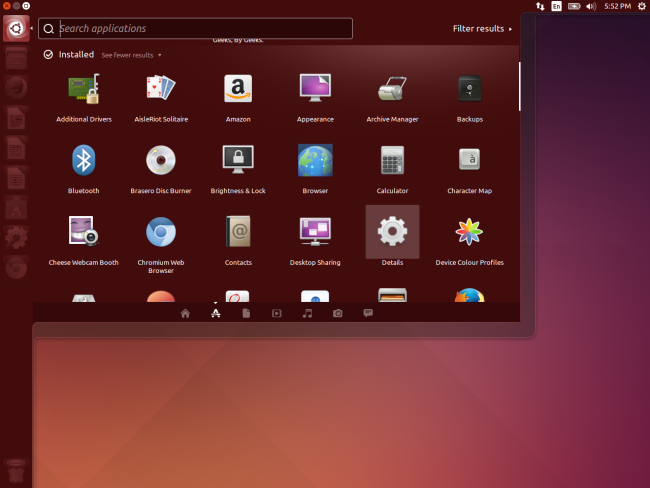 En
5:52 PM
Search applications
Filter results
Geeks, By Geeks.
Installed
See fewer results
Additional Drivers
AisleRiot Solitaire
Amazon
Appearance
Archive Manager
Backups
Bluetooth
Brasero Disc Burner
Brightness & Lock
Browser
Calculator
Character Map
Cheese Webcam Booth
Chromium Web
Browser
Contacts
Desktop Sharing
Details
Device Colour Profiles